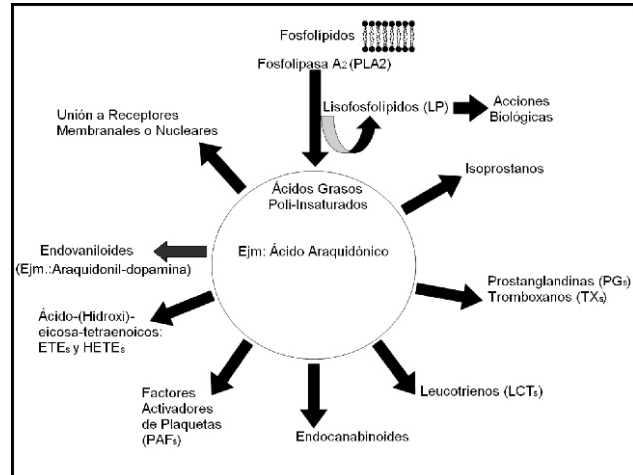 Fosfolípidos
Fosfolipasa A2 (PLA2)
Lisofosfolípidos (LP)
Acciones
Biológicas
Unión a Receptores
Membranales o Nucleares
Isoprostanos
Ácidos Grasos
Poli-Insaturados
Ejm: Ácido Araquidónico
Endovaniloides
(Ejm.:Araquidonil-dopamina)
Prostanglandinas (PGs)
Tromboxanos (TXs)
Ácido-(Hidroxi)-
eicosa-tetraenoicos:
ETEs y HETEs
Leucotrienos (LCTs)
Factores
Activadores
de Plaquetas
(PAFs)
Endocanabinoides